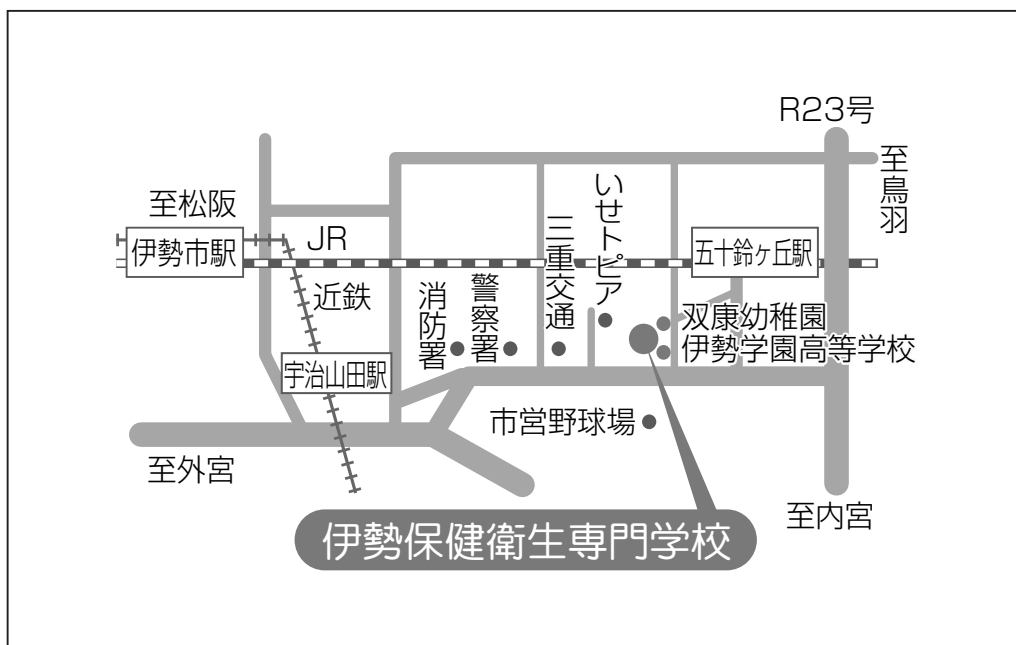 R23号
至鳥羽
至松阪
伊勢市駅
JR
近鉄
宇治山田駅
消防署
警察署
三重交通
いせトピア
五十鈴ヶ丘駅
双康幼稚園
伊勢学園高等学校
市営野球場
至外宮
至内宮
伊勢保健衛生専門学校